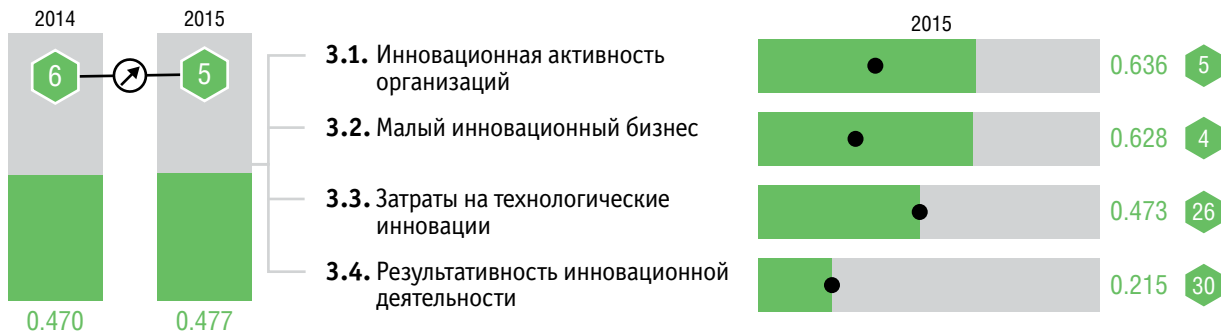 2014
2015
6
5
0.470
0.477
3.1. Инновационная активность
организаций
3.2. Малый инновационный бизнес
3.3. Затраты на технологические
инновации
3.4. Результативность инновационной
деятельности
2015
0.636 5
0.628 4
0.473 26
0.215 30